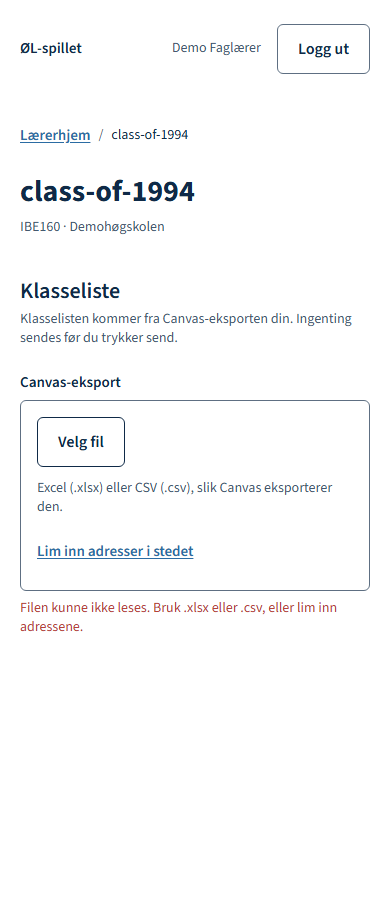 ØL-spillet
Demo Faglærer
Logg ut
Lærerhjem / class-of-1994
class-of-1994
IBE160 · Demohøgskolen
Klasseliste
Klasselisten kommer fra Canvas-eksporten din. Ingenting
sendes før du trykker send.
Canvas-eksport
Velg fil
Excel (.xlsx) eller CSV (.csv), slik Canvas eksporterer
den.
Lim inn adresser i stedet
Filen kunne ikke leses. Bruk .xlsx eller .csv, eller lim inn
adressene.